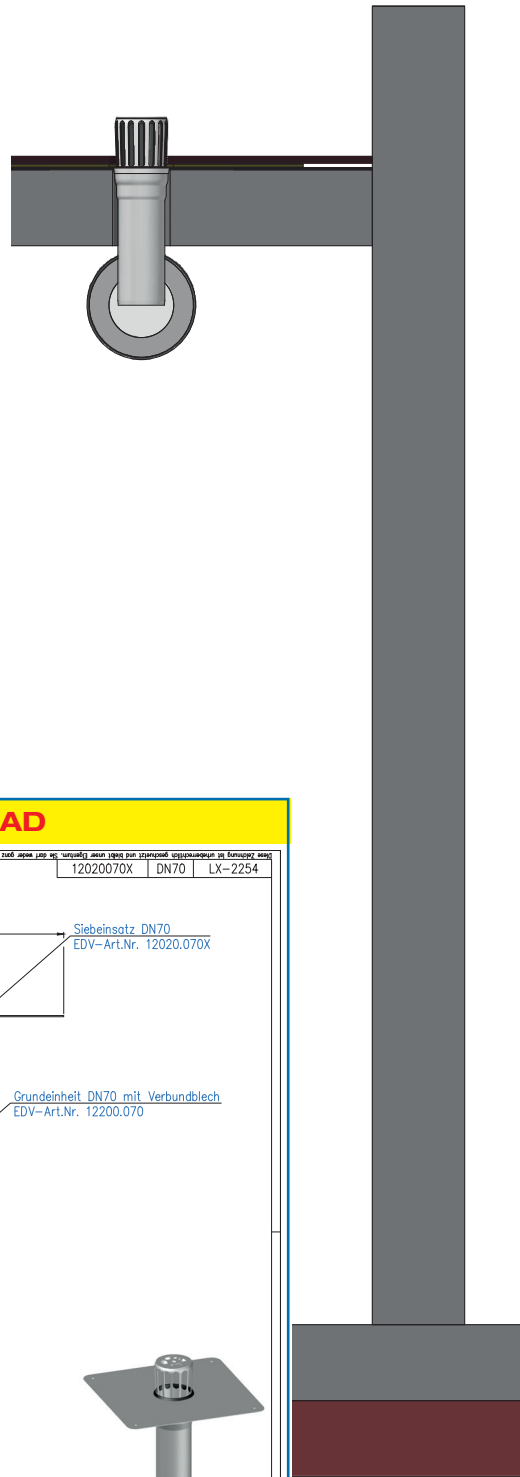 AD
Diese Zeichnung ist urheberrechtlich geschuetzt und bleibt unser Eigentum. Sie darf weder ganz
12020070X DN70 LX-2254
Siebeinsatz DN70
EDV-Art.Nr. 12020.070X
Grundeinheit DN70 mit Verbundblech
EDV-Art.Nr. 12200.070